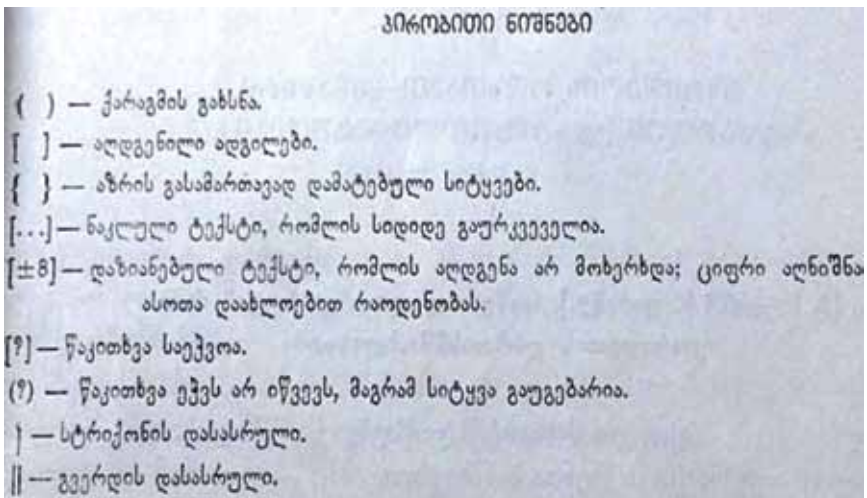 ᲞᲘᲠᲝᲑᲘᲗᲘ ᲜᲘᲨᲜᲔᲑᲘ
( ) — ქარაგმის გახსნა.
[ ] — აღდგენილი ადგილები.
{ } — აზრის გასამართავად დამატებული სიტყვები.
[...] — ნაკლული ტექსტი, რომლის სიდიდე გაურკვეველია.
[±8] — დაზიანებული ტექსტი, რომლის აღდგენა არ მოხერხდა; ციფრი აღნიშნა
ასოთა დაახლოებით რაოდენობას.
[?] — წაკითხვა საეჭვოა.
(?) — წაკითხვა ეჭვს არ იწვევს, მაგრამ სიტყვა გაუგებარია.
| — სტრიქონის დასასრული.
|| — გვერდის დასასრული.